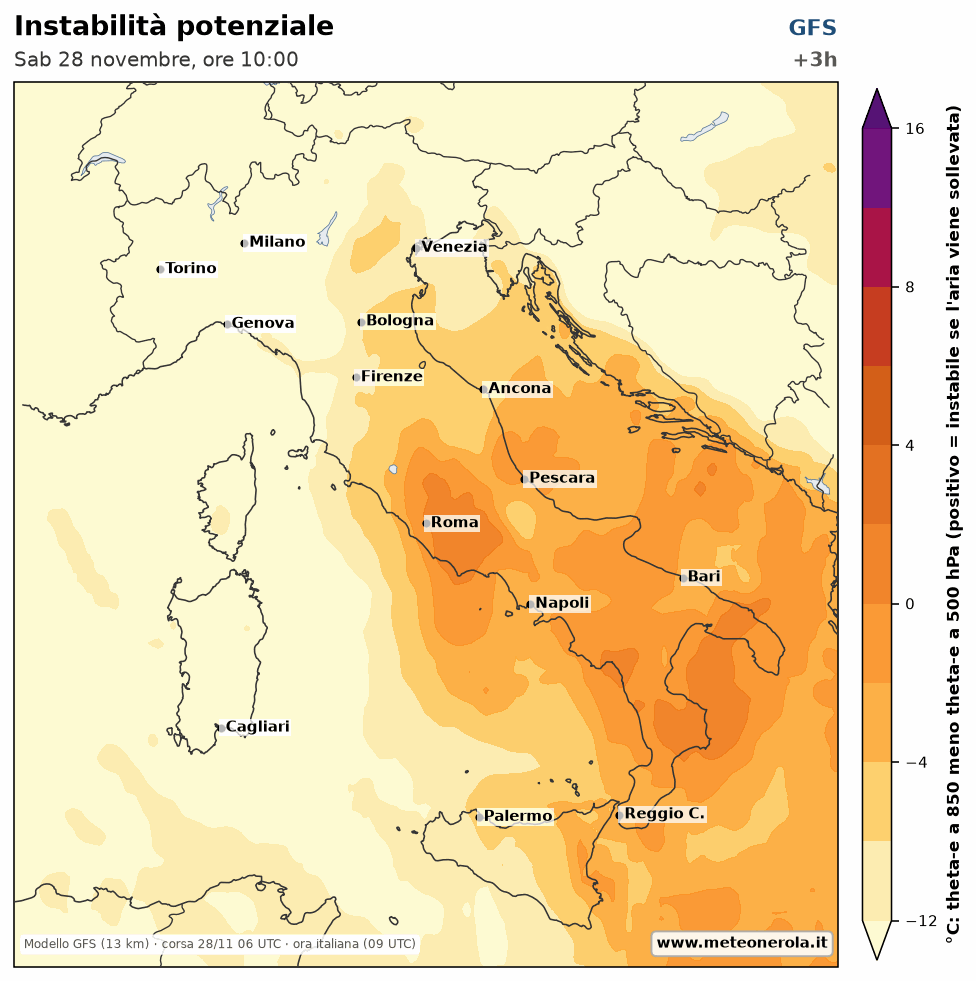 Instabilità potenziale
GFS
Sab 28 novembre, ore 10:00
+3h
Milano
Venezia
Torino
Genova
Bologna
Firenze
Ancona
Pescara
Roma
Bari
Napoli
Cagliari
Palermo
Reggio C.
Modello GFS (13 km) · corsa 28/11 06 UTC · ora italiana (09 UTC)
www.meteonerola.it
16
8
4
0
−4
−12
°C: theta-e a 850 meno theta-e a 500 hPa (positivo = instabile se l'aria viene sollevata)